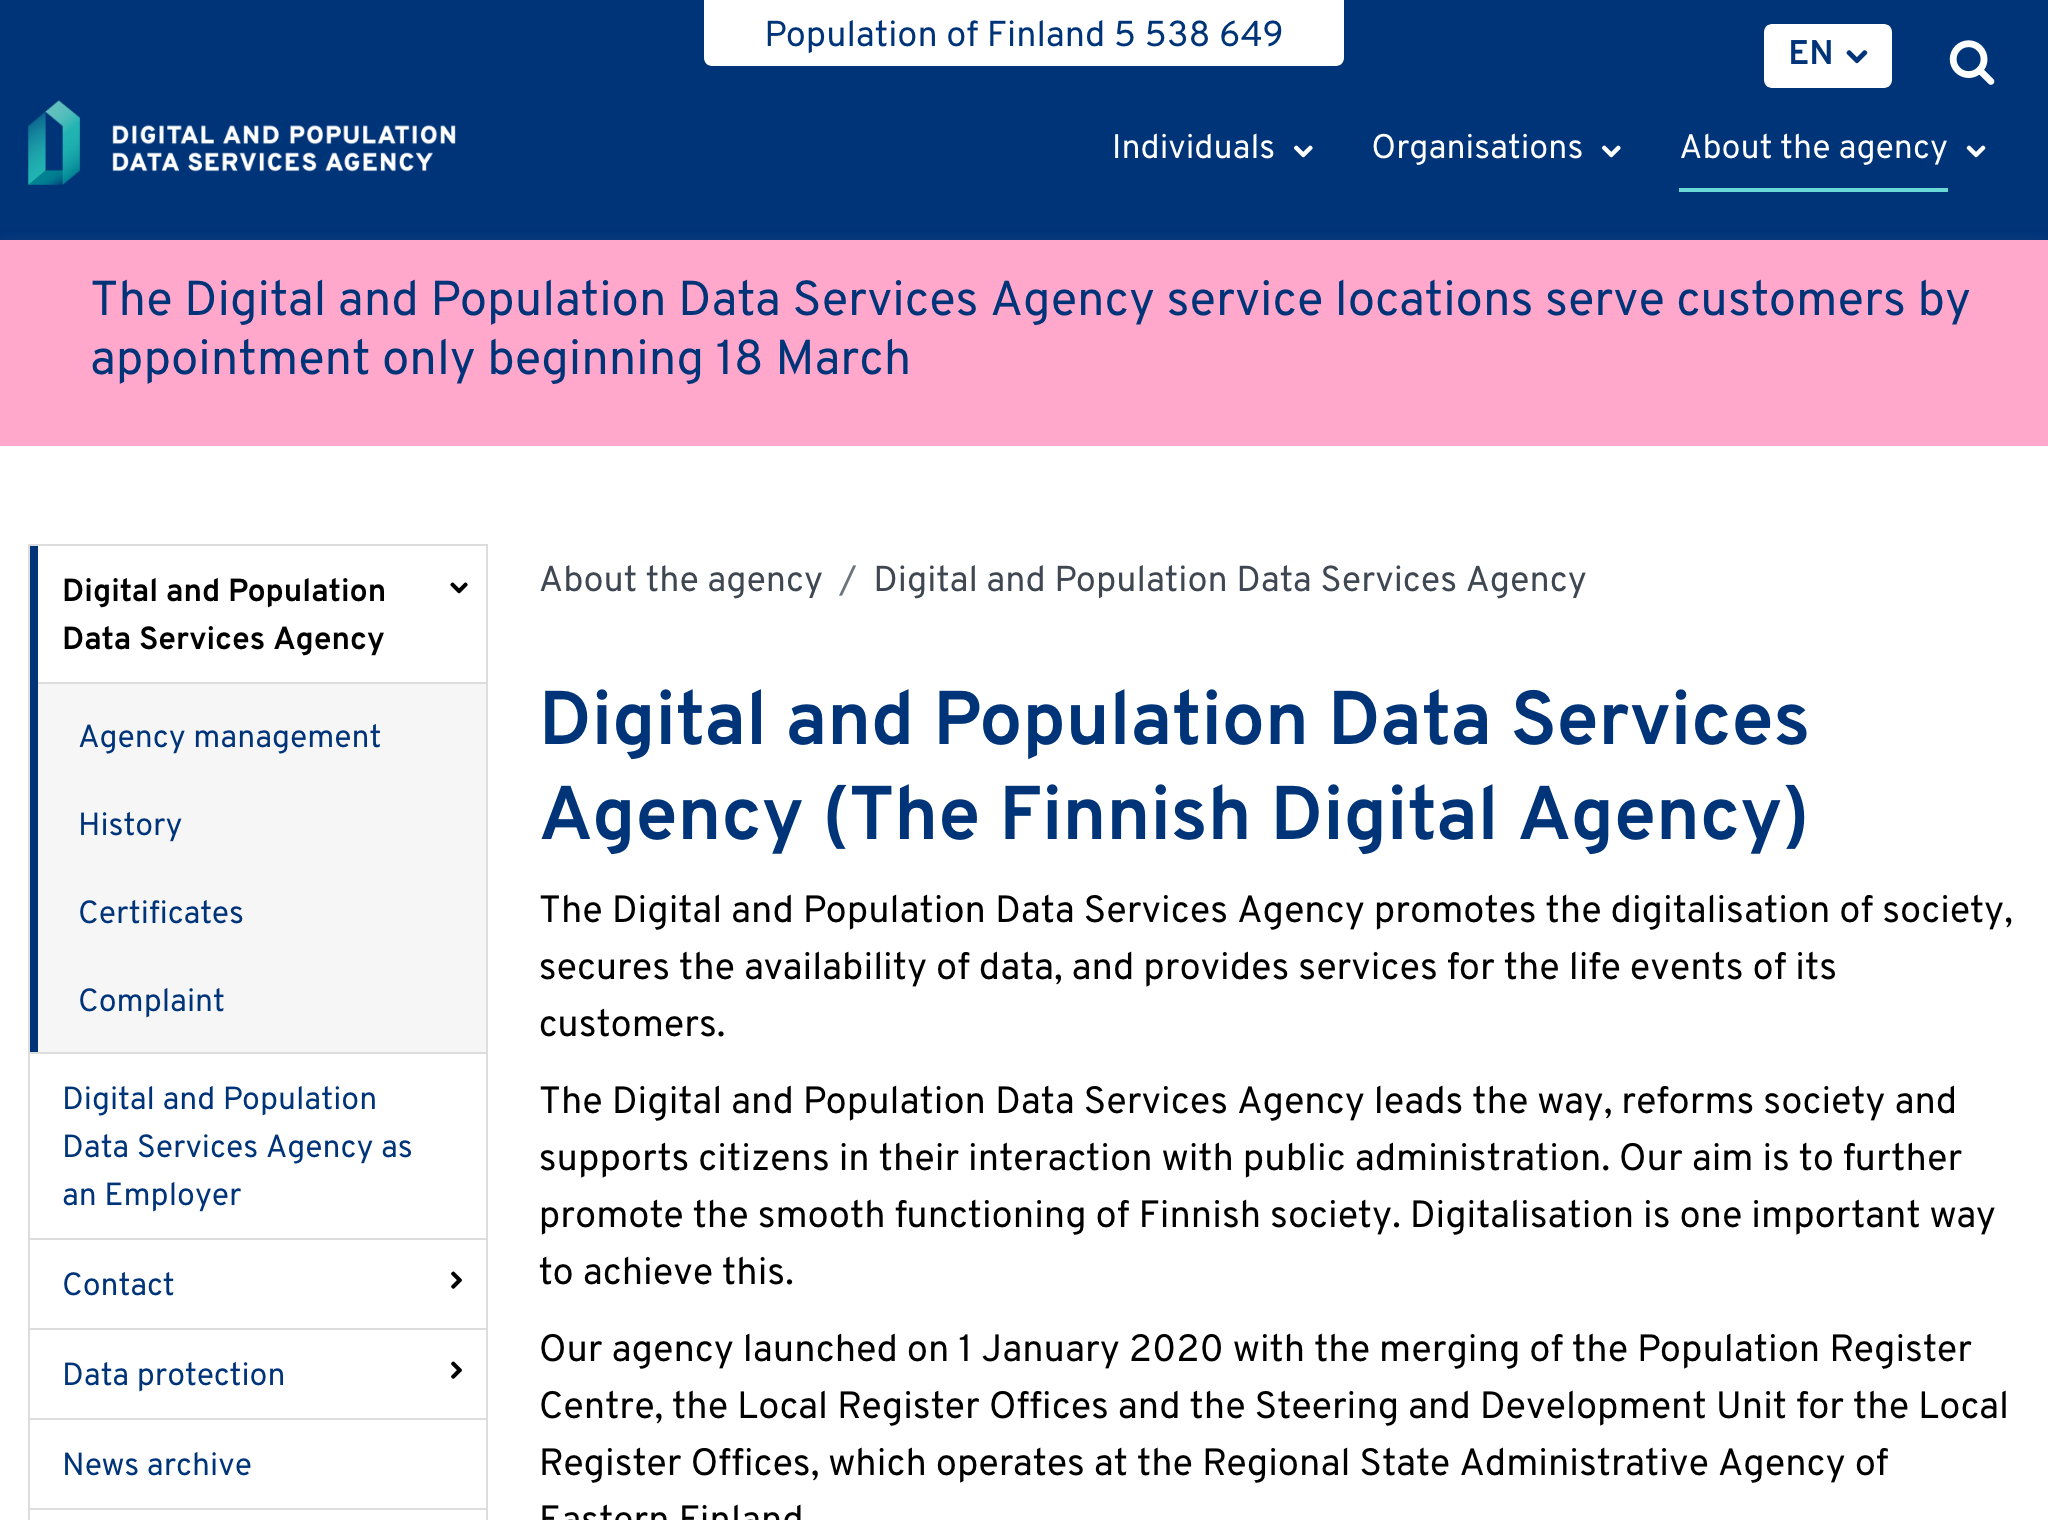 Population of Finland 5 538 649
EN
DIGITAL AND POPULATION
DATA SERVICES AGENCY
Individuals
Organisations
About the agency
The Digital and Population Data Services Agency service locations serve customers by
appointment only beginning 18 March
Digital and Population
Data Services Agency
Agency management
History
Certificates
Complaint
Digital and Population
Data Services Agency as
an Employer
Contact
Data protection
News archive
About the agency / Digital and Population Data Services Agency
Digital and Population Data Services
Agency (The Finnish Digital Agency)
The Digital and Population Data Services Agency promotes the digitalisation of society,
secures the availability of data, and provides services for the life events of its
customers.
The Digital and Population Data Services Agency leads the way, reforms society and
supports citizens in their interaction with public administration. Our aim is to further
promote the smooth functioning of Finnish society. Digitalisation is one important way
to achieve this.
Our agency launched on 1 January 2020 with the merging of the Population Register
Centre, the Local Register Offices and the Steering and Development Unit for the Local
Register Offices, which operates at the Regional State Administrative Agency of
Eastern Finland